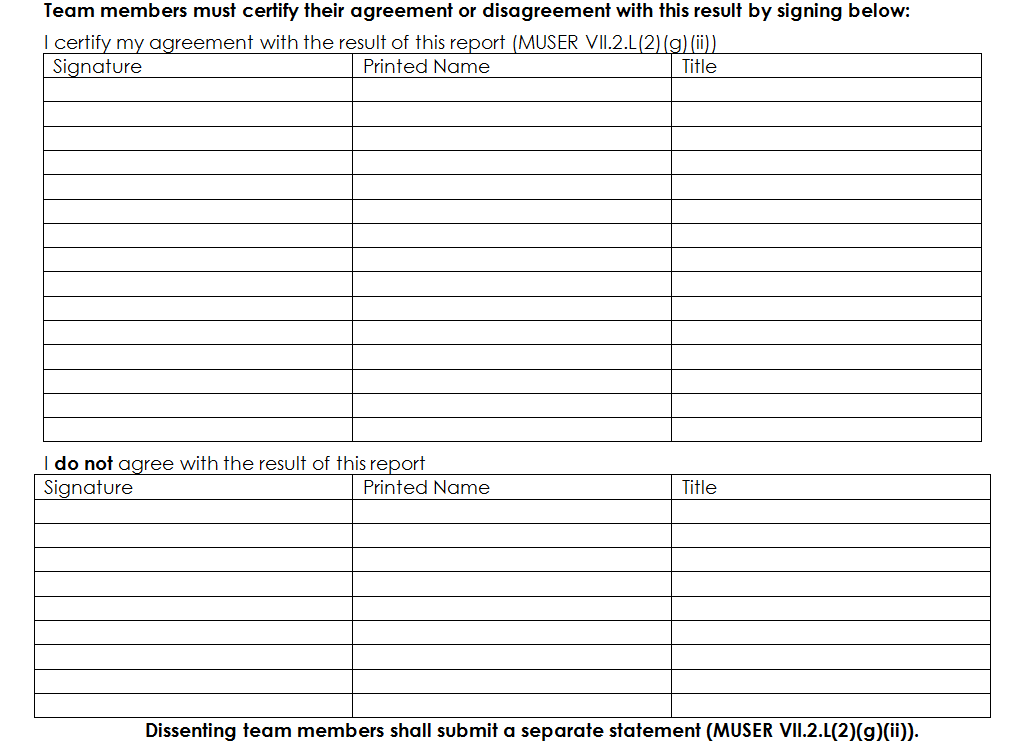 Team members must certify their agreement or disagreement with this result by signing below:
I certify my agreement with the result of this report (MUSER VII.2.L(2)(g)(ii))
Signature Printed Name Title
I do not agree with the result of this report
Signature Printed Name Title
Dissenting team members shall submit a separate statement (MUSER VII.2.L(2)(g)(ii)).